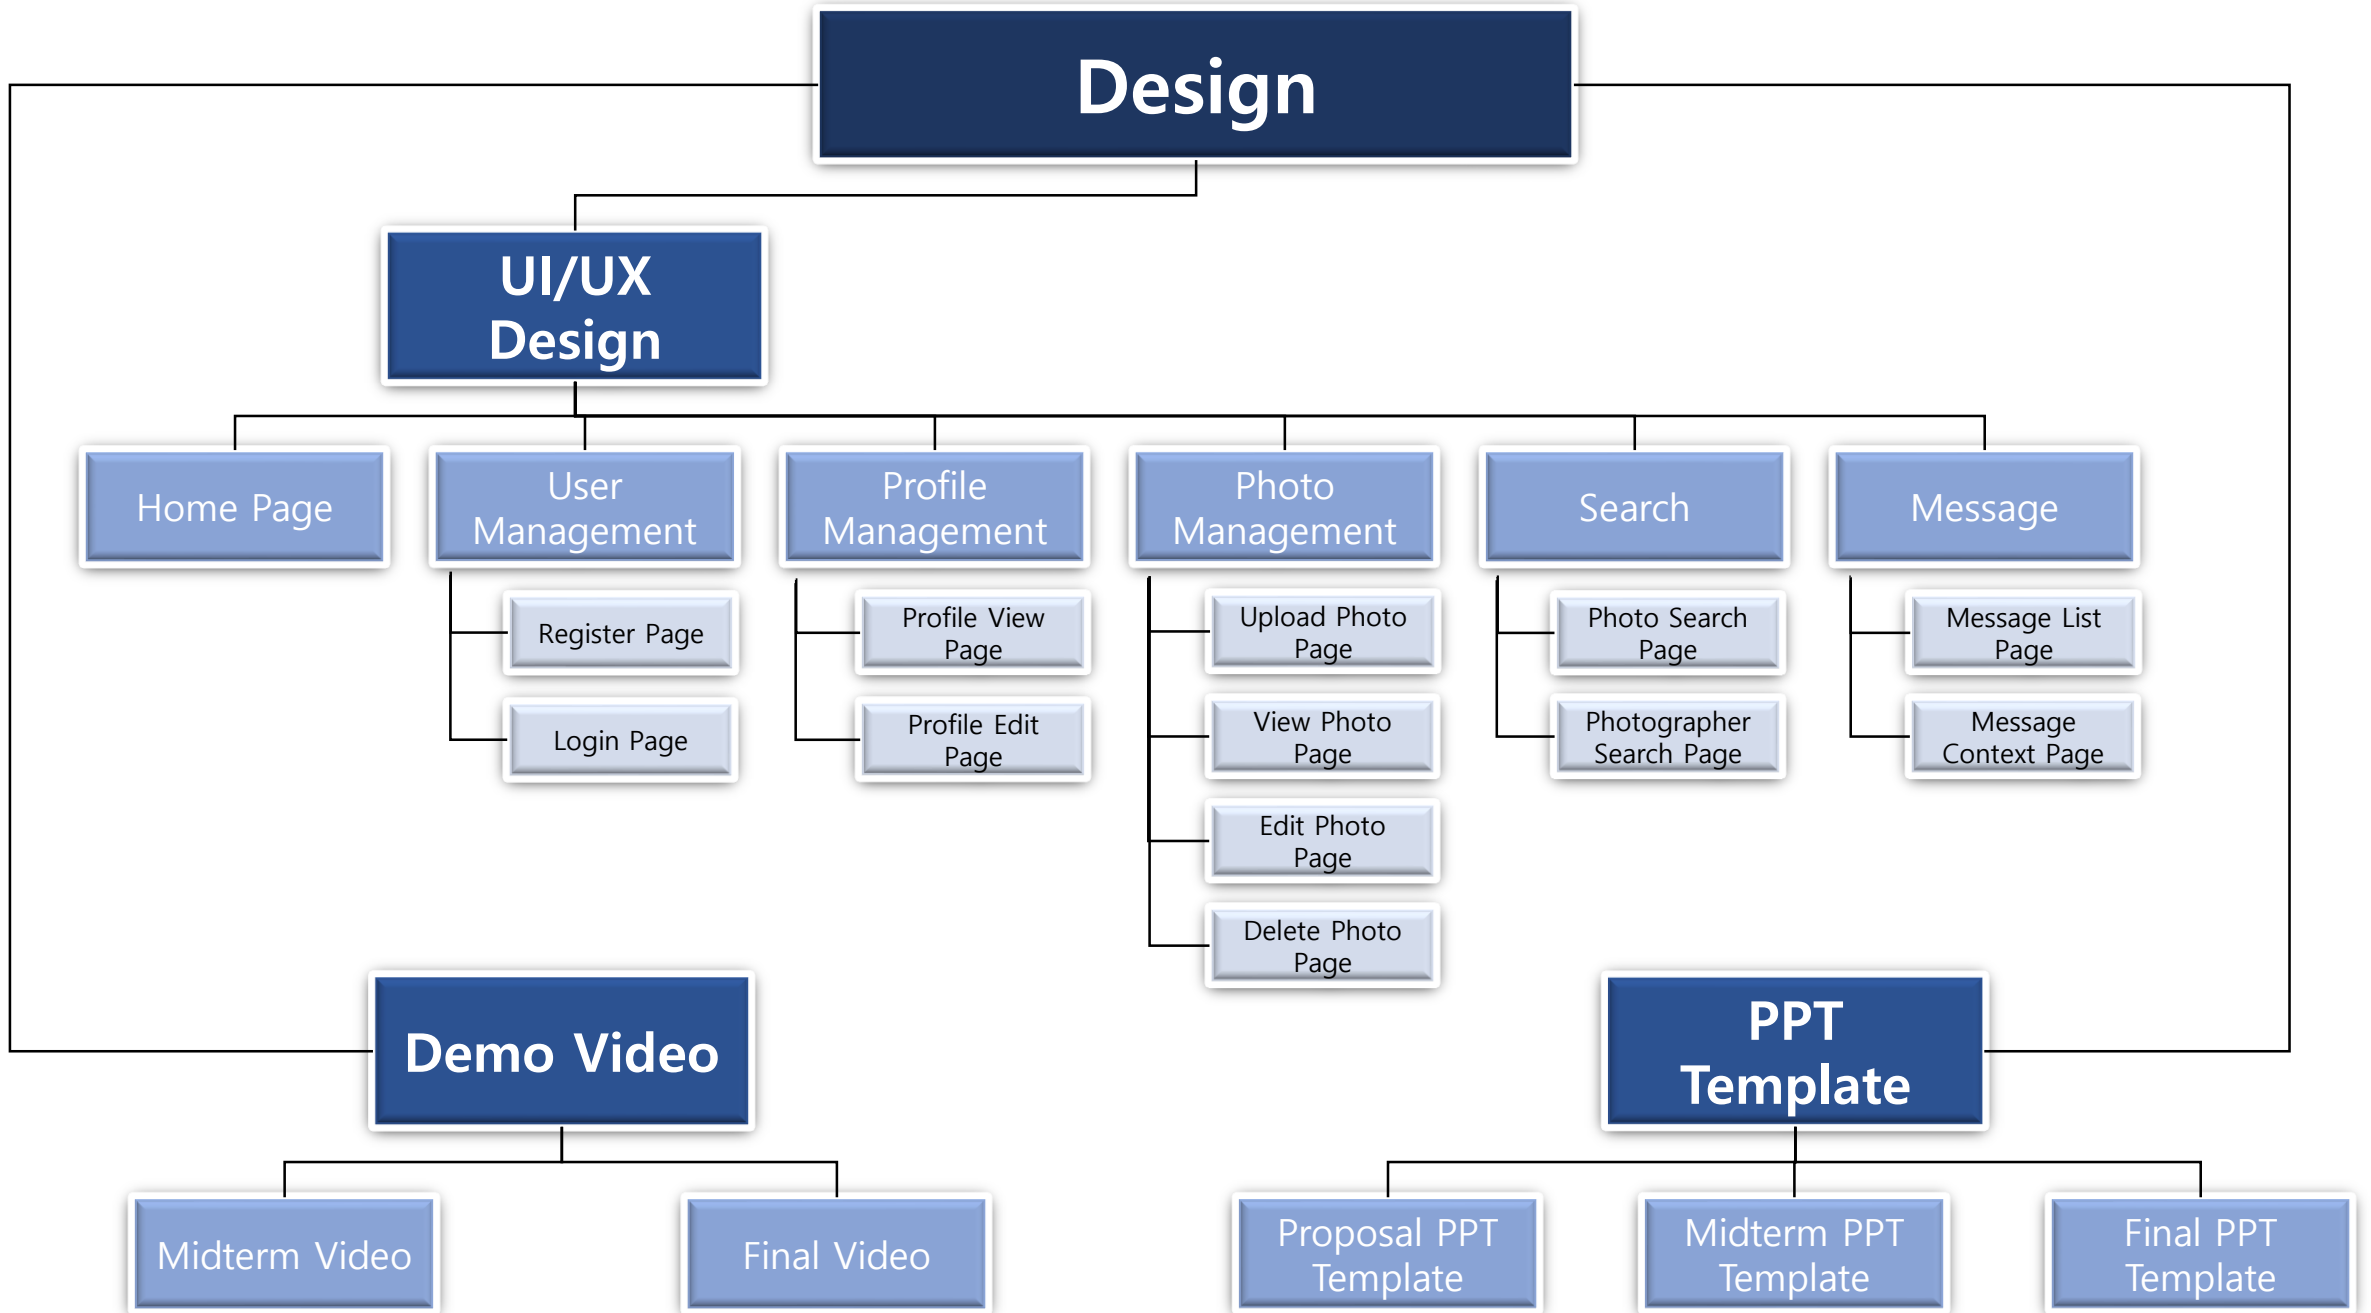 Design
UI/UX
Design
Home Page
User
Management
Profile
Management
Photo
Management
Search
Message
Register Page
Login Page
Profile View
Page
Profile Edit
Page
Upload Photo
Page
View Photo
Page
Edit Photo
Page
Delete Photo
Page
Photo Search
Page
Photographer
Search Page
Message List
Page
Message
Context Page
Demo Video
PPT
Template
Midterm Video
Final Video
Proposal PPT
Template
Midterm PPT
Template
Final PPT
Template